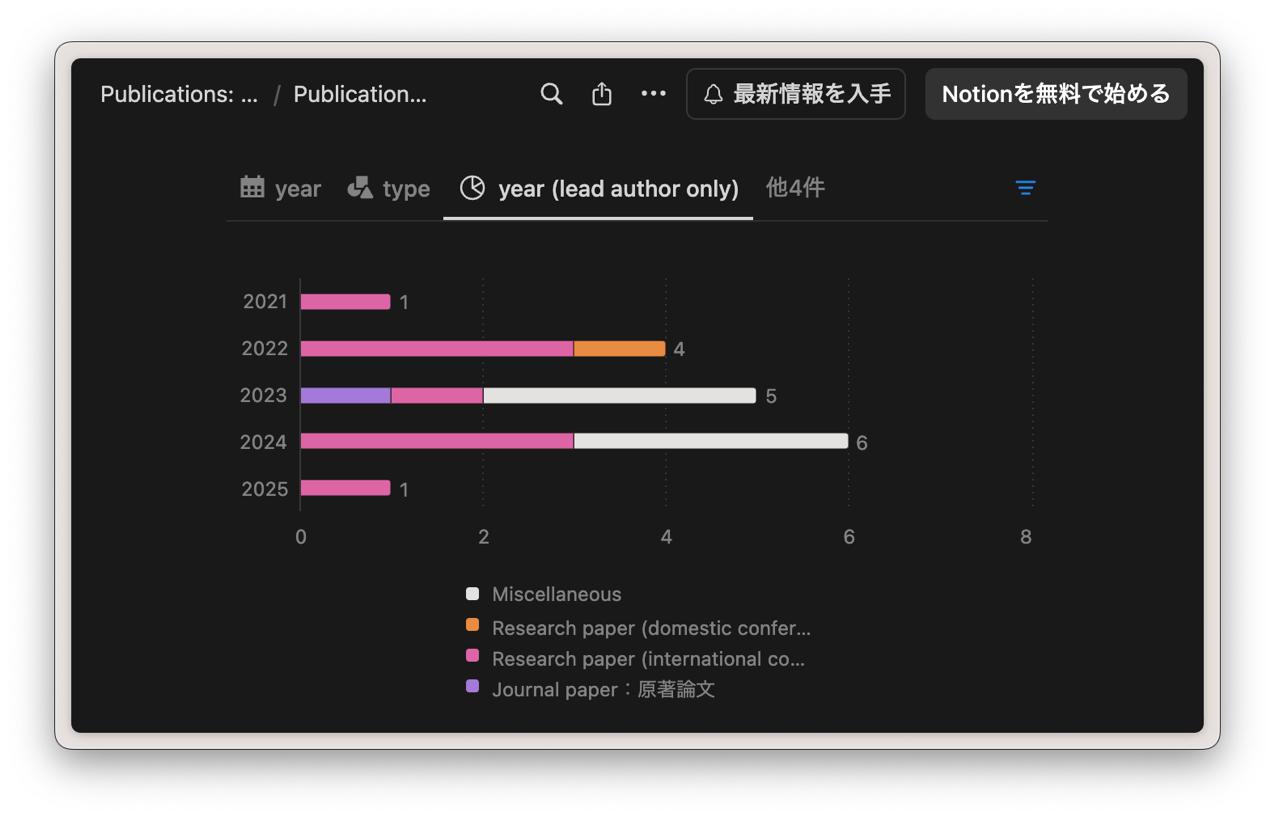 Publications: ... / Publication... 最新情報を入手 Notionを無料で始める
year type year (lead author only) 他4件
2021 1
2022 4
2023 5
2024 6
2025 1
0 2 4 6 8
Miscellaneous
Research paper (domestic confer...
Research paper (international co...
Journal paper：原著論文